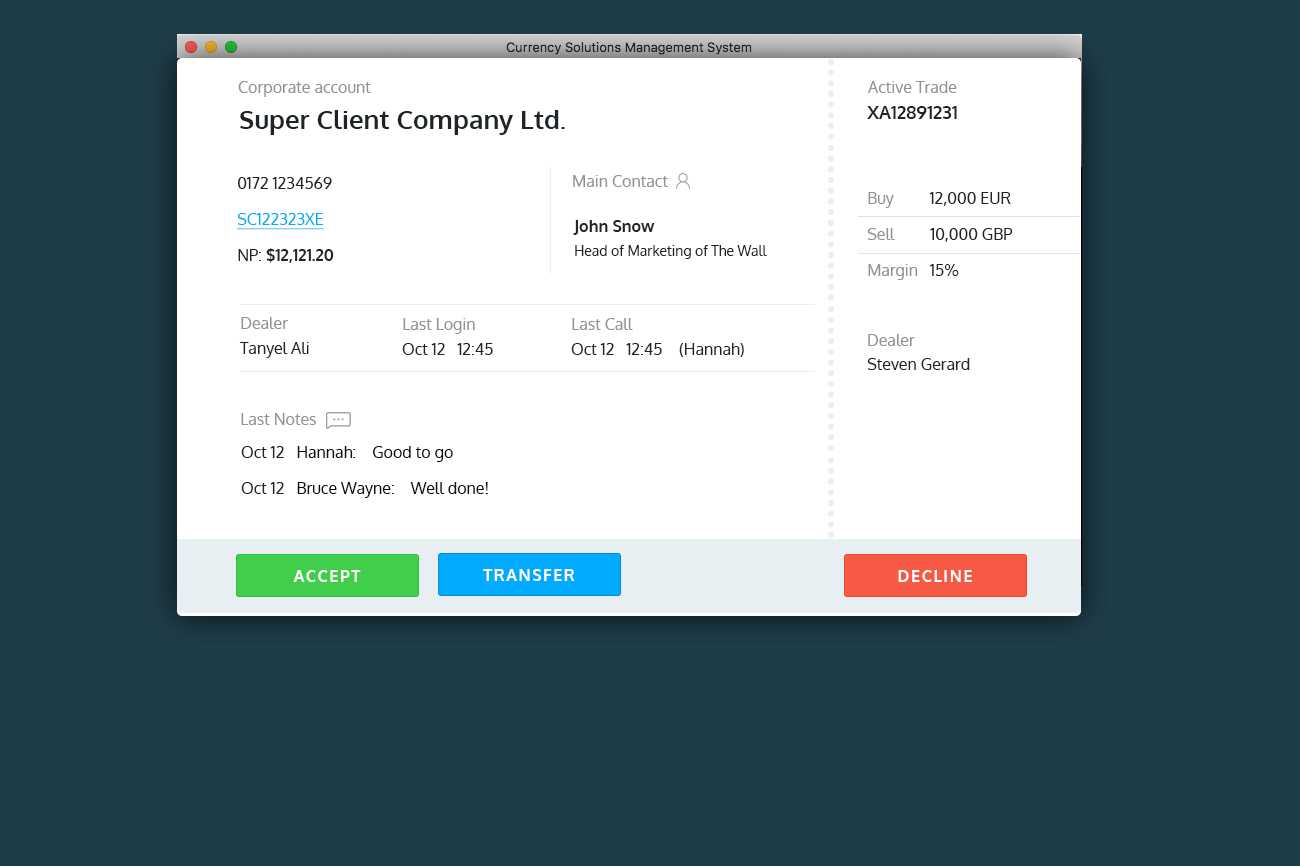 Currency Solutions Management System
Corporate account
Super Client Company Ltd.
0172 1234569
SC122323XE
NP: $12,121.20
Main Contact
John Snow
Head of Marketing of The Wall
Dealer
Tanyel Ali
Last Login
Oct 12 12:45
Last Call
Oct 12 12:45 (Hannah)
Last Notes
Oct 12 Hannah: Good to go
Oct 12 Bruce Wayne: Well done!
Active Trade
XA12891231
Buy 12,000 EUR
Sell 10,000 GBP
Margin 15%
Dealer
Steven Gerard
ACCEPT
TRANSFER
DECLINE